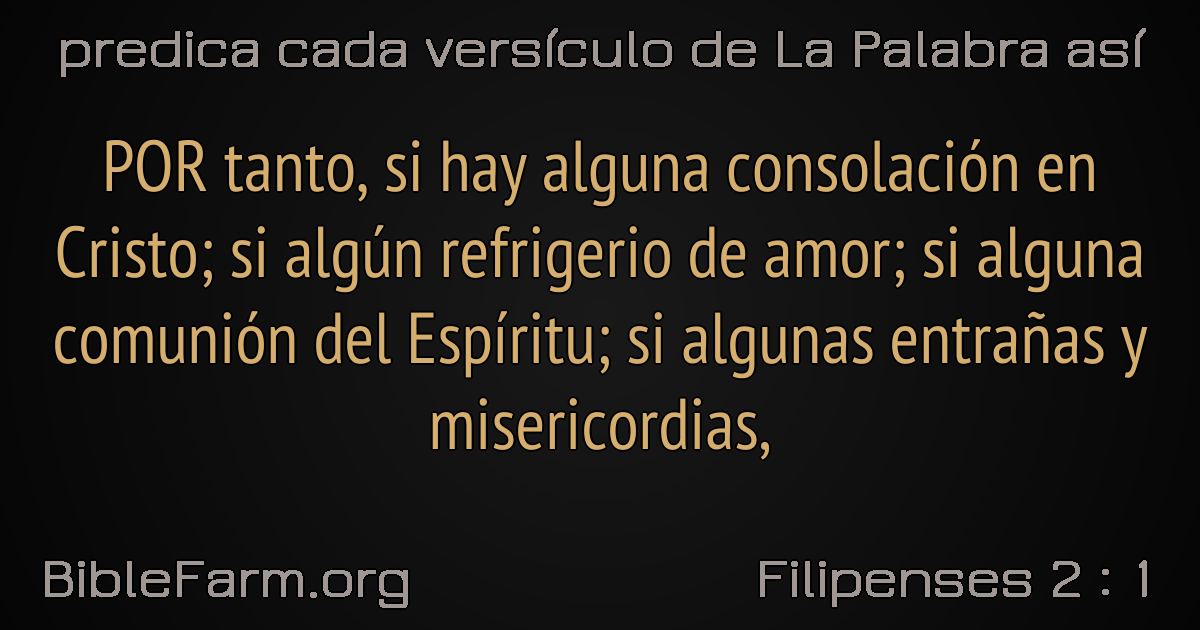 predica cada versículo de La Palabra así
POR tanto, si hay alguna consolación en
Cristo; si algún refrigerio de amor; si alguna
comunión del Espíritu; si algunas entrañas y
misericordias,
BibleFarm.org
Filipenses 2 : 1